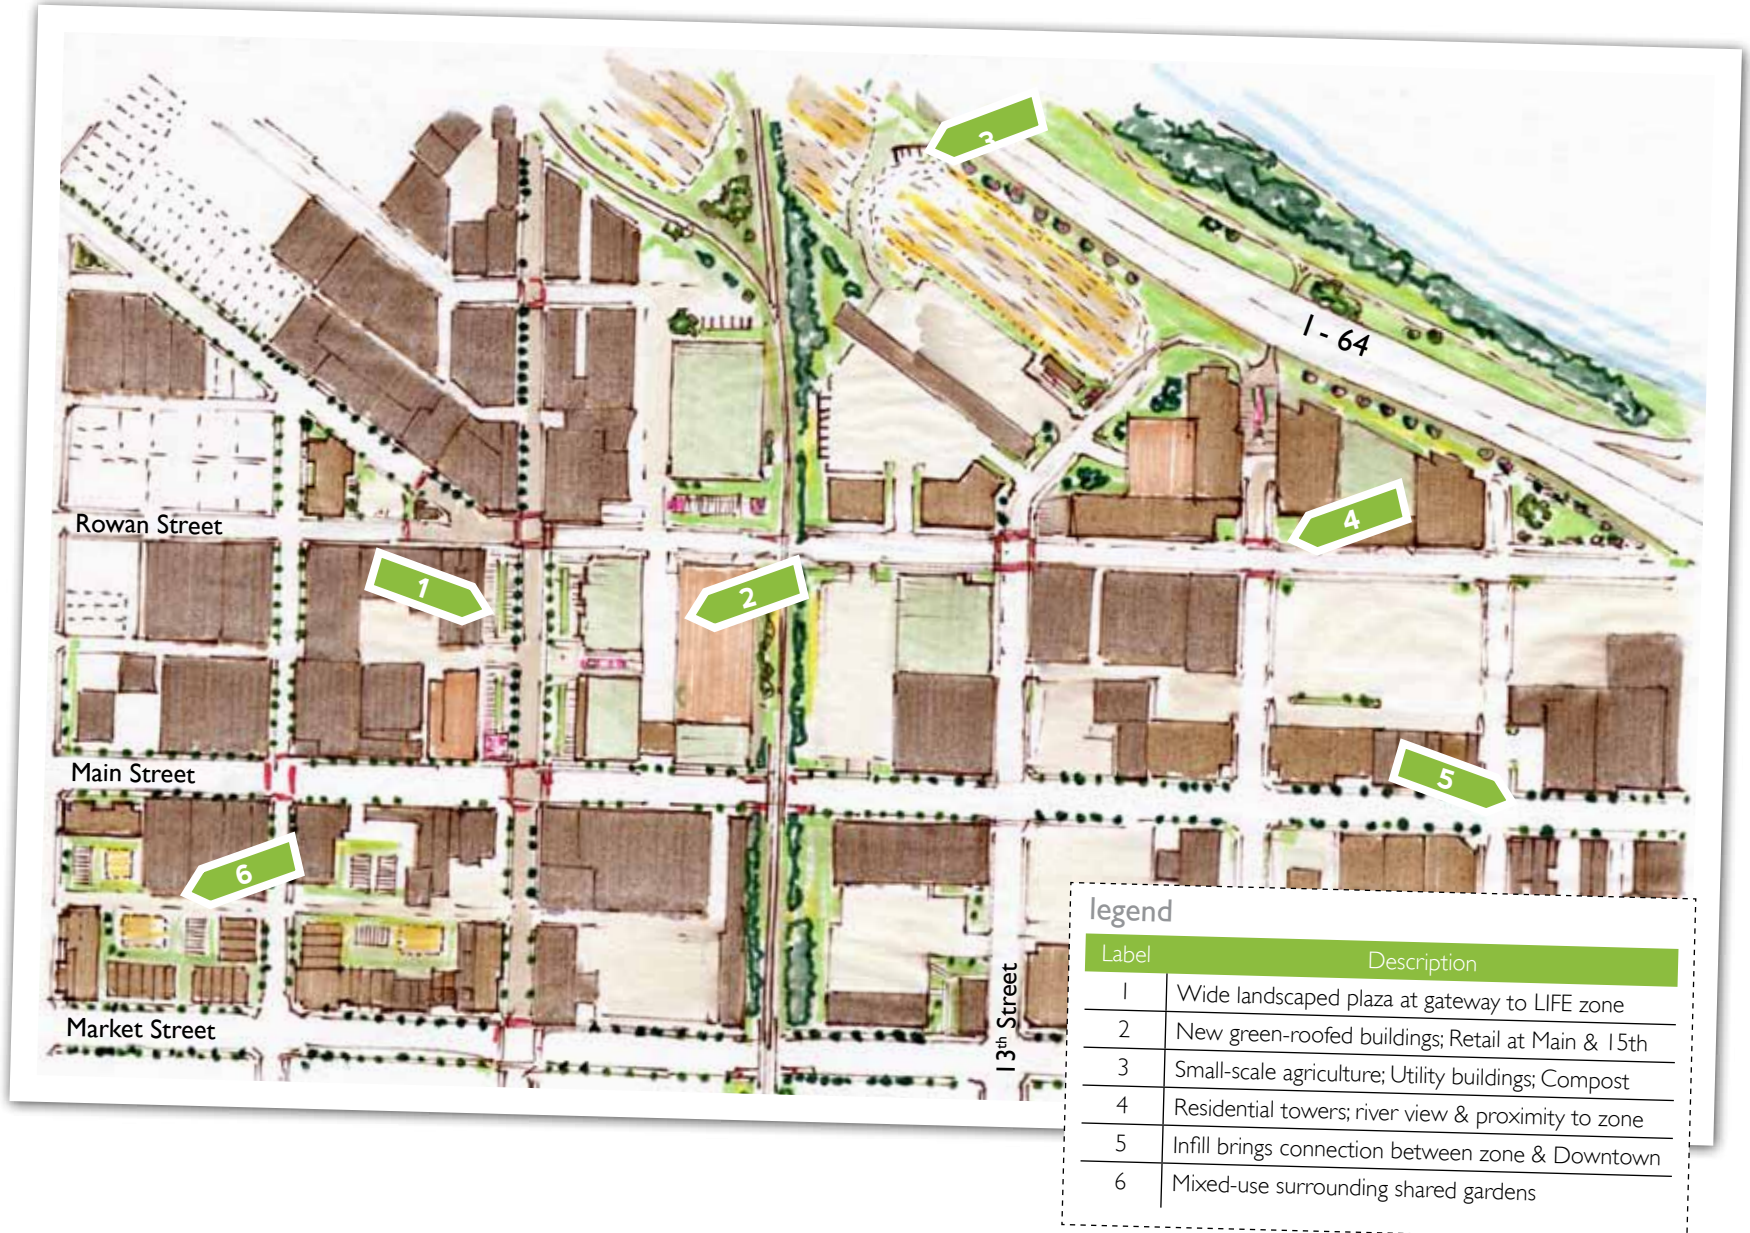 3
I - 64
Rowan Street
4
1
2
Main Street
5
6
Market Street
13th Street
legend
Label Description
1 Wide landscaped plaza at gateway to LIFE zone
2 New green-roofed buildings; Retail at Main & 15th
3 Small-scale agriculture; Utility buildings; Compost
4 Residential towers; river view & proximity to zone
5 Infill brings connection between zone & Downtown
6 Mixed-use surrounding shared gardens